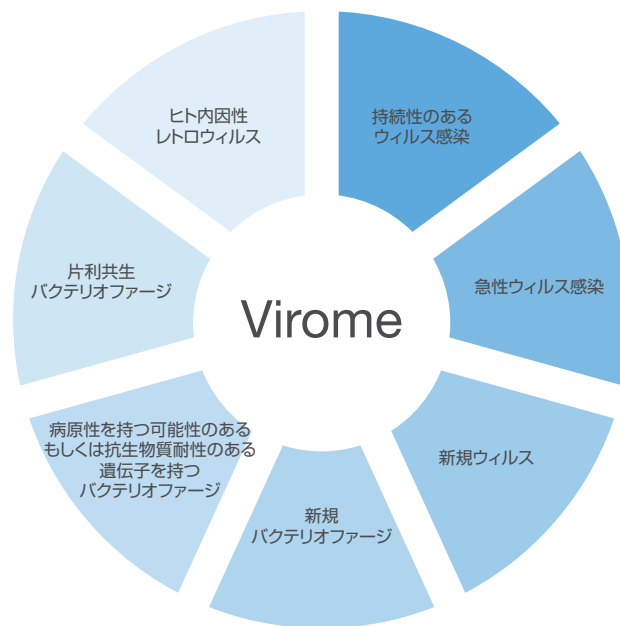 ヒト内因性
レトロウィルス
持続性のある
ウィルス感染
片利共生
バクテリオファージ
急性ウィルス感染
Virome
病原性を持つ可能性のある
もしくは抗生物質耐性のある
遺伝子を持つ
バクテリオファージ
新規ウィルス
新規
バクテリオファージ